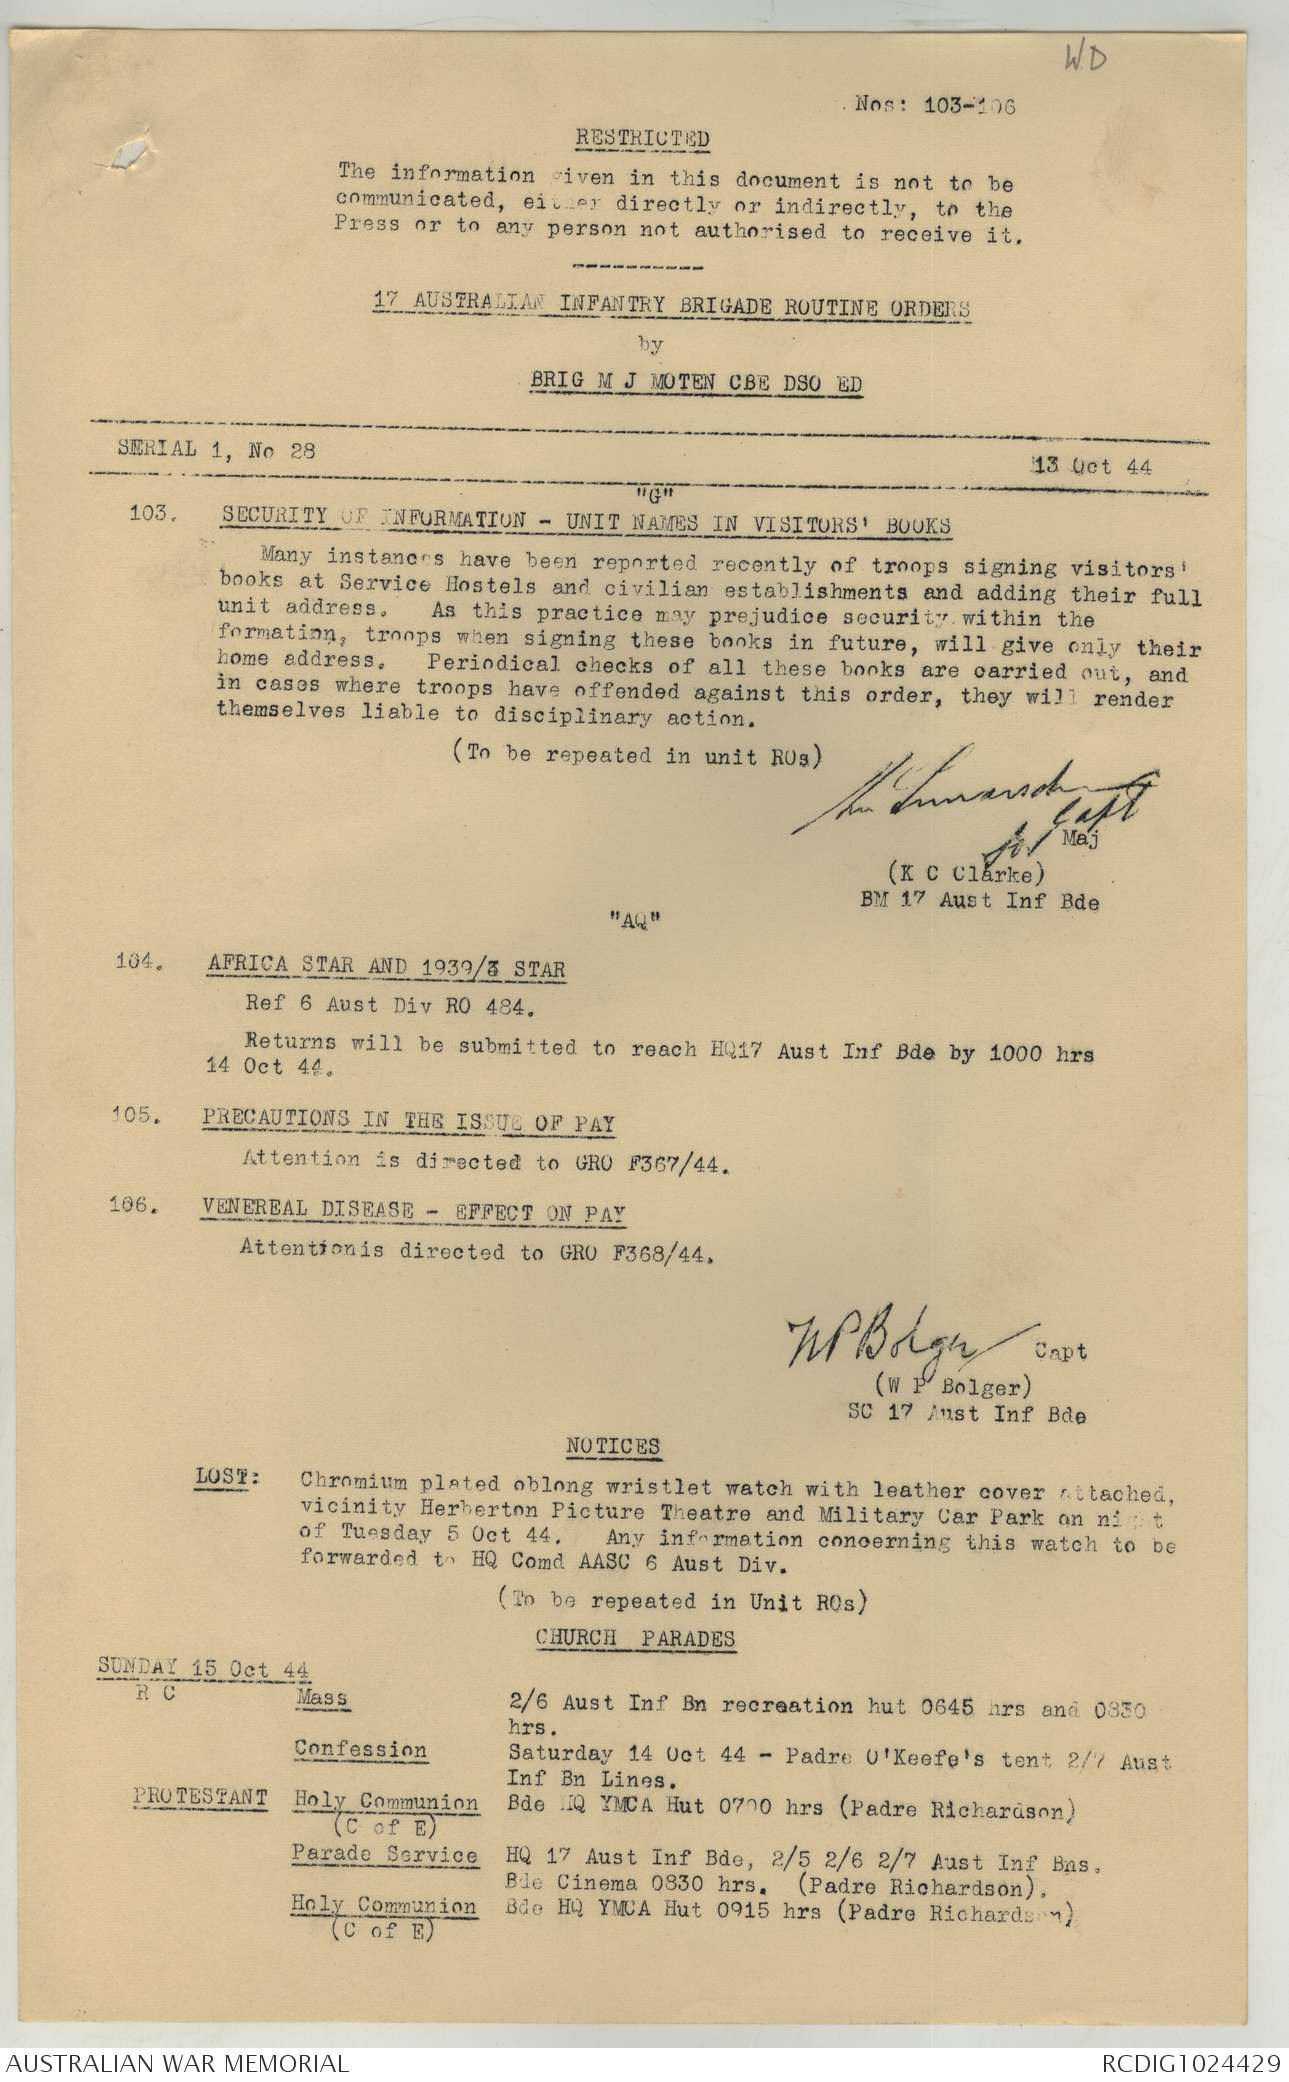 W.D
Nos: 103-106
RESTRICTED
The information given in this document is not to be
communicated, either directly or indirectly, to the
Press or to any person not authorised to receive it.
17 AUSTRALIAN INFANTRY BRIGADE ROUTINE ORDERS
by
BRIG M J MOTEN CBE DSO ED
SERIAL 1, No 28
13 Oct 44
"G"
103. SECURITY OF INFORMATION - UNIT NAMES IN VISITORS' BOOKS
Many instances have been reported recently of troops signing visitors'
books at Service Hostels and civilian establishments and adding their full
unit address. As this practice may prejudice security within the
formation, troops when signing these books in future, will give only their
home address. Periodical checks of all these books are carried out, and
in cases where troops have offended against this order, they will render
themselves liable to disciplinary action.
(To be repeated in unit ROs)
Capt
for Maj
(K C Clarke)
BM 17 Aust Inf Bde
"AQ"
104. AFRICA STAR AND 1939/3 STAR
Ref 6 Aust Div RO 484.
Returns will be submitted to reach HQ17 Aust Inf Bde by 1000 hrs
14 Oct 44.
105. PRECAUTIONS IN THE ISSUE OF PAY
Attention is directed to GRO F367/44.
106. VENEREAL DISEASE - EFFECT ON PAY
Attentionis directed to GRO F368/44.
W P Bolger Capt
(W P Bolger)
SC 17 Aust Inf Bde
NOTICES
LOST: Chromium plated oblong wristlet watch with leather cover attached,
vicinity Herberton Picture Theatre and Military Car Park on night
of Tuesday 5 Oct 44. Any information concerning this watch to be
forwarded to HQ Comd AASC 6 Aust Div.
(To be repeated in Unit ROs)
CHURCH PARADES
SUNDAY 15 Oct 44
R C Mass 2/6 Aust Inf Bn recreation hut 0645 hrs and 0830
hrs.
Confession Saturday 14 Oct 44 - Padre O'Keefe's tent 2/7 Aust
Inf Bn Lines.
PROTESTANT Holy Communion Bde HQ YMCA Hut 0700 hrs (Padre Richardson)
(C of E)
Parade Service HQ 17 Aust Inf Bde, 2/5 2/6 2/7 Aust Inf Bns.
Bde Cinema 0830 hrs. (Padre Richardson).
Holy Communion Bde HQ YMCA Hut 0915 hrs (Padre Richardson)
(C of E)
AUSTRALIAN WAR MEMORIAL
RCDIG1024429